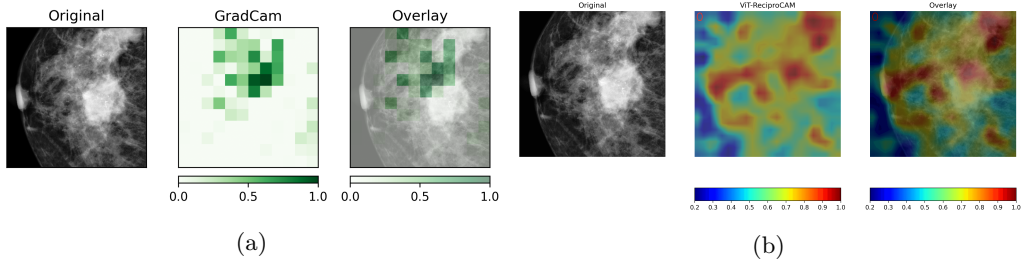 Original GradCam Overlay
0.0 0.5 1.0 0.0 0.5 1.0
(a)
Original ViT-ReciproCAM Overlay
0.2 0.3 0.4 0.5 0.6 0.7 0.8 0.9 1.0 0.2 0.3 0.4 0.5 0.6 0.7 0.8 0.9 1.0
(b)